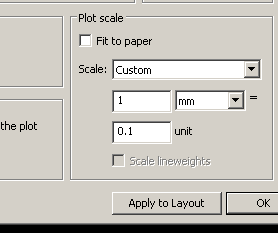 Plot scale
Fit to paper
Scale: Custom
1 mm =
0.1 unit
the plot
Scale lineweights
Apply to Layout OK